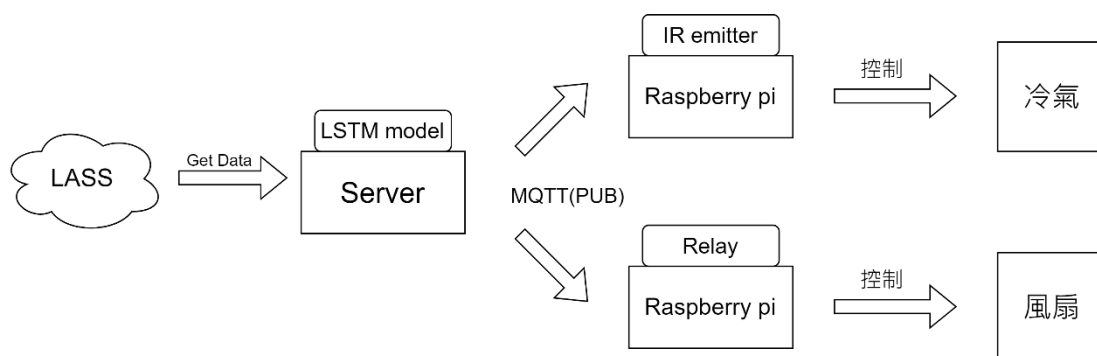 LASS
Get Data
LSTM model
Server
MQTT(PUB)
IR emitter
Raspberry pi
控制
冷氣
Relay
Raspberry pi
控制
風扇